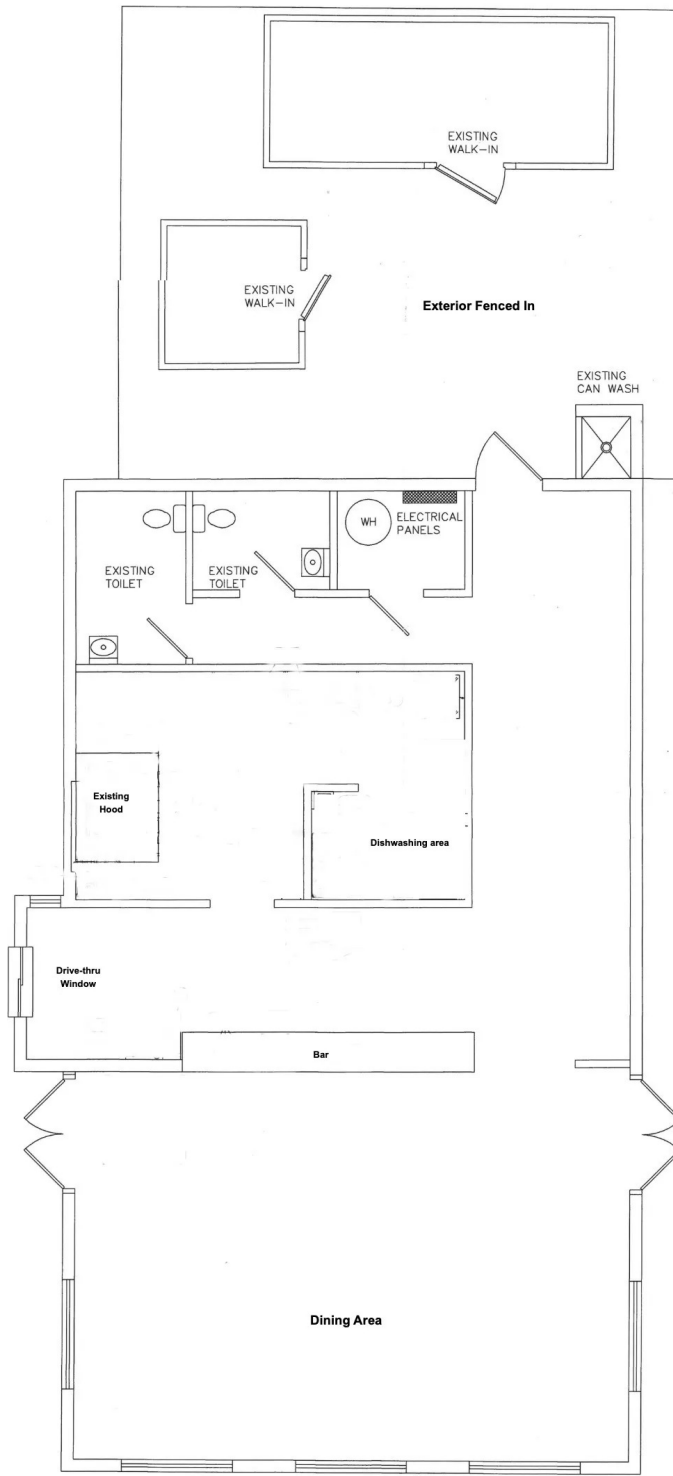 EXISTING
WALK-IN
EXISTING
WALK-IN
Exterior Fenced In
EXISTING
CAN WASH
WH
ELECTRICAL
PANELS
EXISTING
TOILET
EXISTING
TOILET
Existing
Hood
Dishwashing area
Drive-thru
Window
Bar
Dining Area